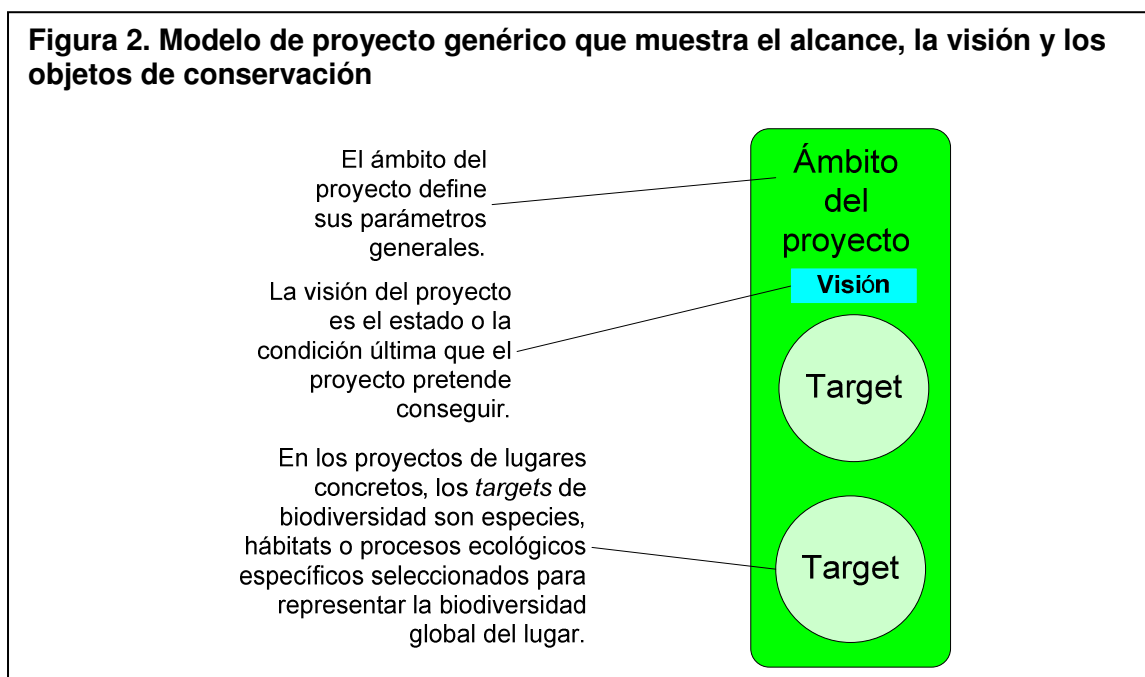 Figura 2. Modelo de proyecto genérico que muestra el alcance, la visión y los
objetos de conservación
El ámbito del
proyecto define
sus parámetros
generales.
La visión del proyecto
es el estado o la
condición última que el
proyecto pretende
conseguir.
En los proyectos de lugares
concretos, los targets de
biodiversidad son especies,
hábitats o procesos ecológicos
específicos seleccionados para
representar la biodiversidad
global del lugar.
Ámbito
del
proyecto
Visión
Target
Target